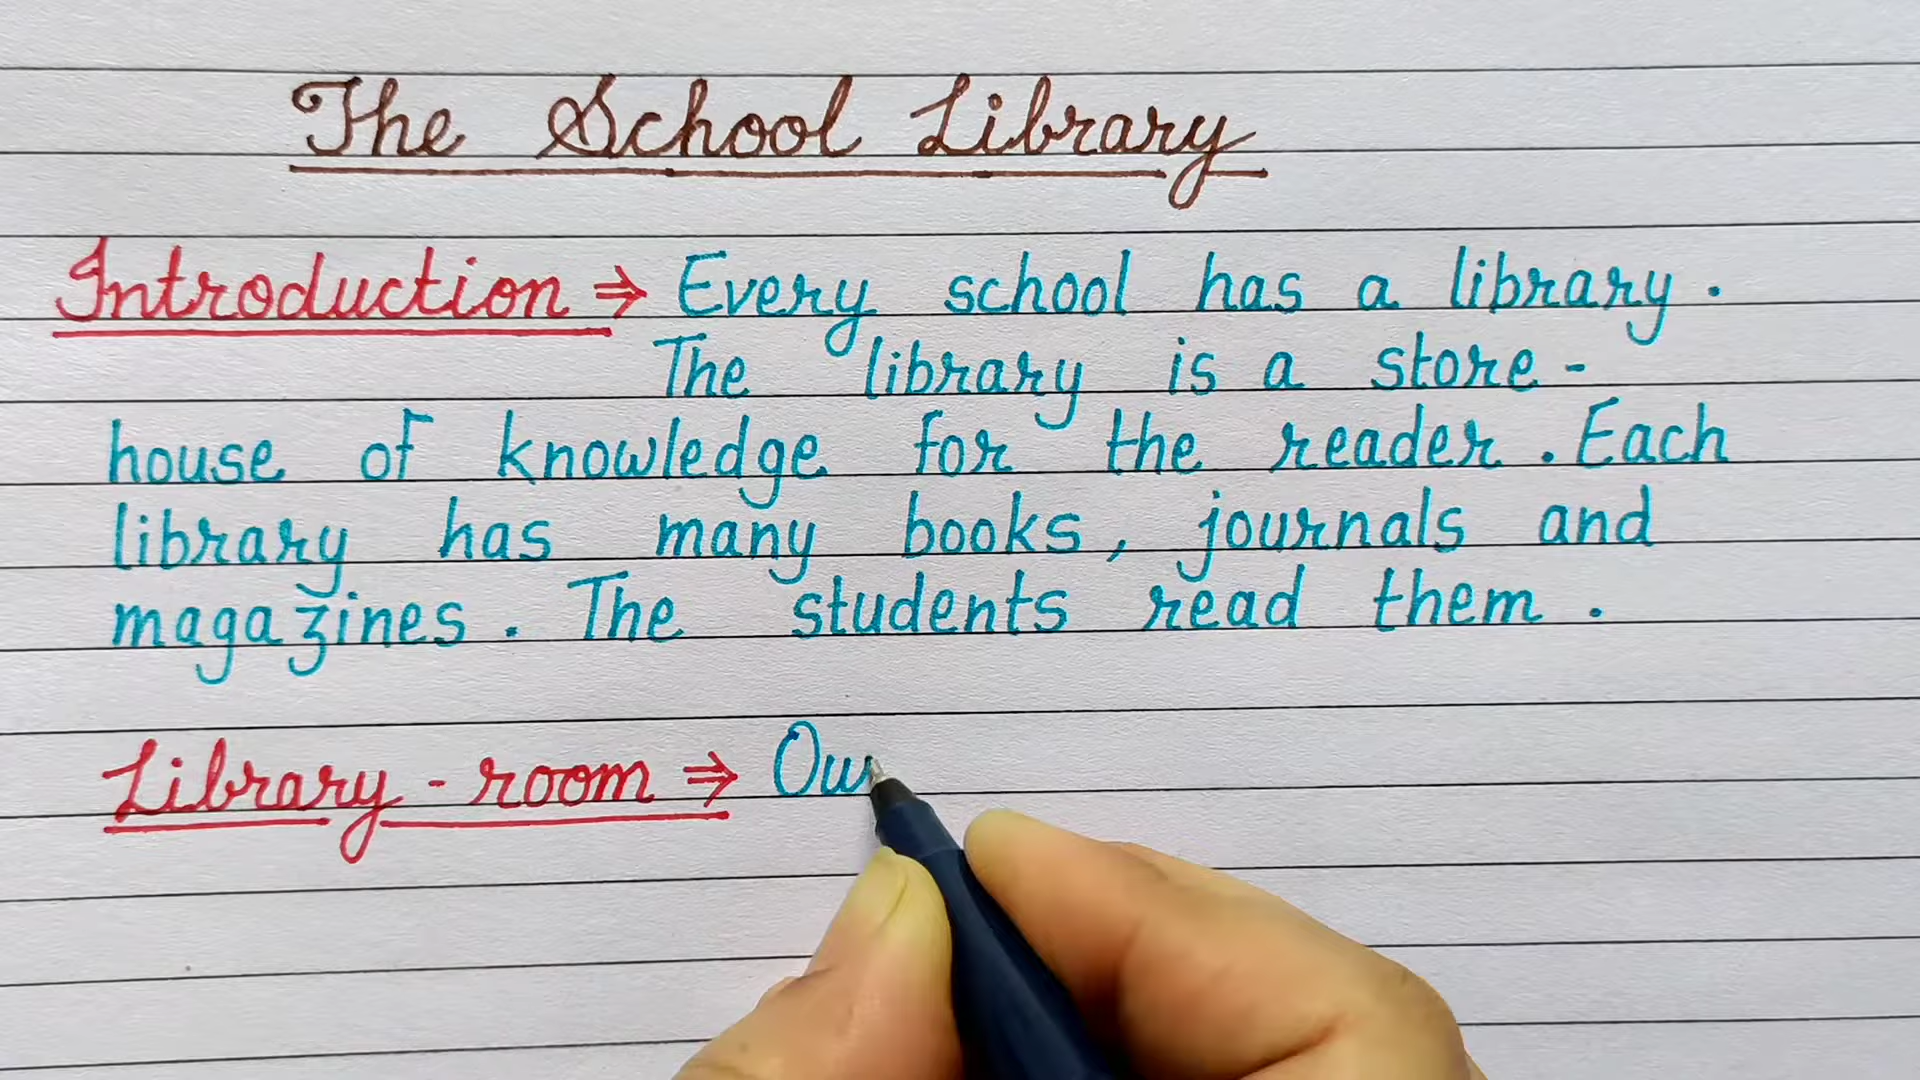 The School Library
Introduction ⇒ Every school has a library.
The library is a store-
house of knowledge for the reader. Each
library has many books, journals and
magazines. The students read them.
Library-room ⇒ Our